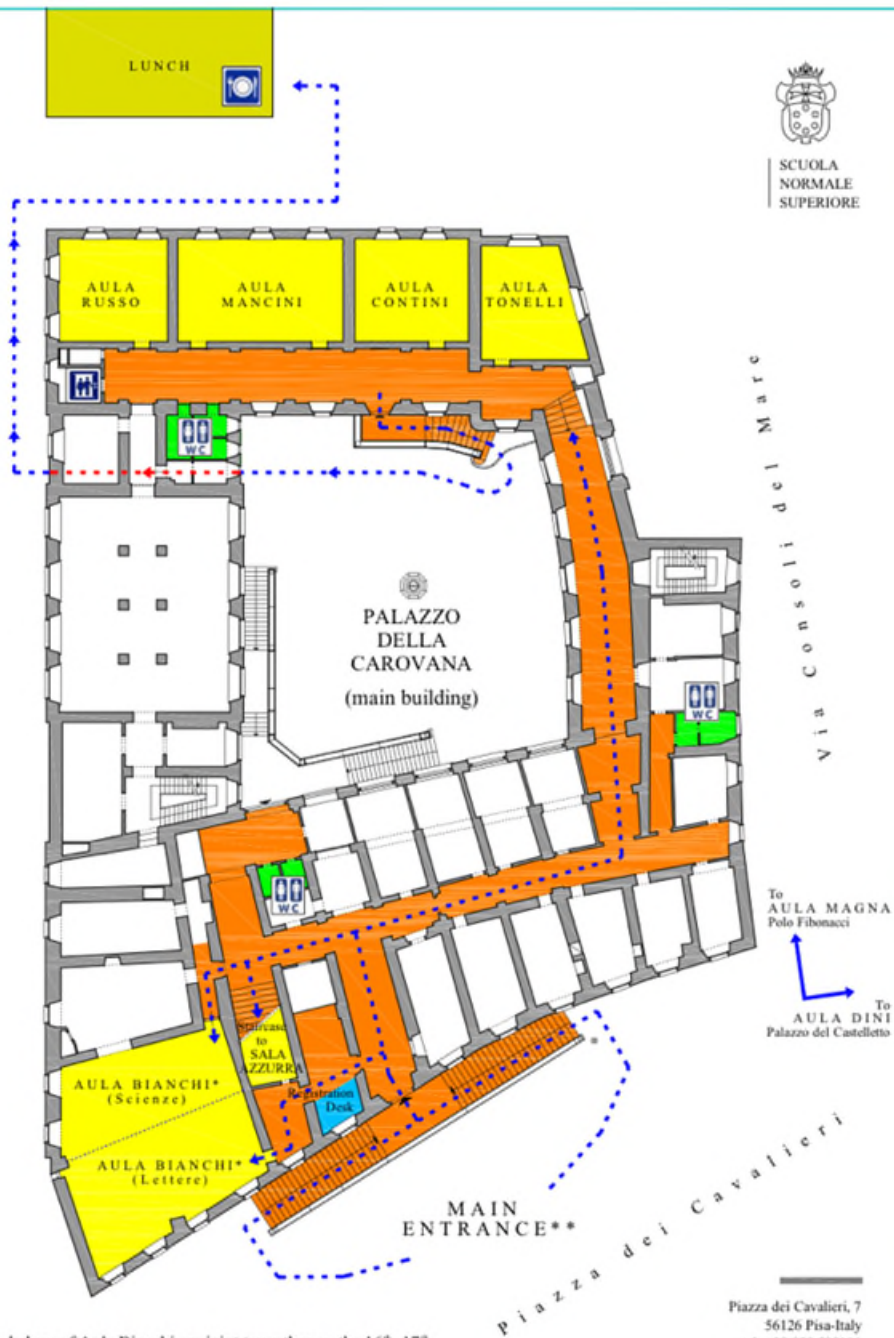 LUNCH
SCUOLA
NORMALE
SUPERIORE
AULA
RUSSO
AULA
MANCINI
AULA
CONTINI
AULA
TONELLI
WC
Via Consoli del Mare
PALAZZO
DELLA
CAROVANA
(main building)
WC
WC
To
AULA MAGNA
Polo Fibonacci
To
AULA DINI
Palazzo del Castelletto
Staircase
to
SALA
AZZURRA
AULA BIANCHI*
(Scienze)
Registration
Desk
AULA BIANCHI*
(Lettere)
MAIN
ENTRANCE**
Piazza dei Cavalieri
Piazza dei Cavalieri, 7
56126 Pisa-Italy